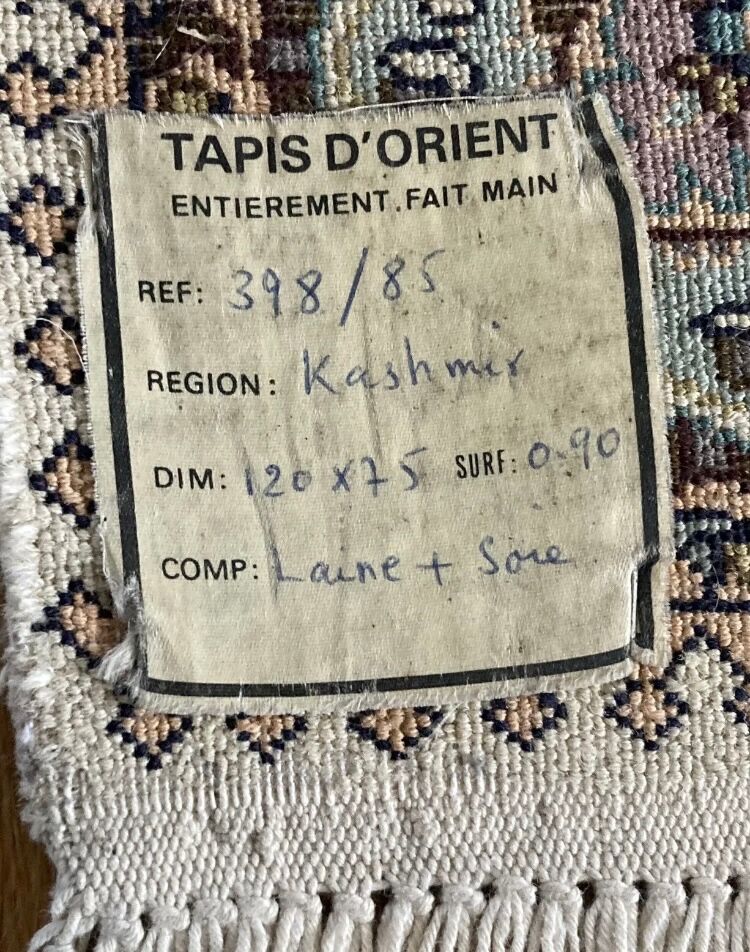 TAPIS D'ORIENT
ENTIEREMENT.FAIT MAIN
REF: 398/85
REGION: Kashmir
DIM: 120 x 75 SURF: 0.90
COMP: Laine + Soie